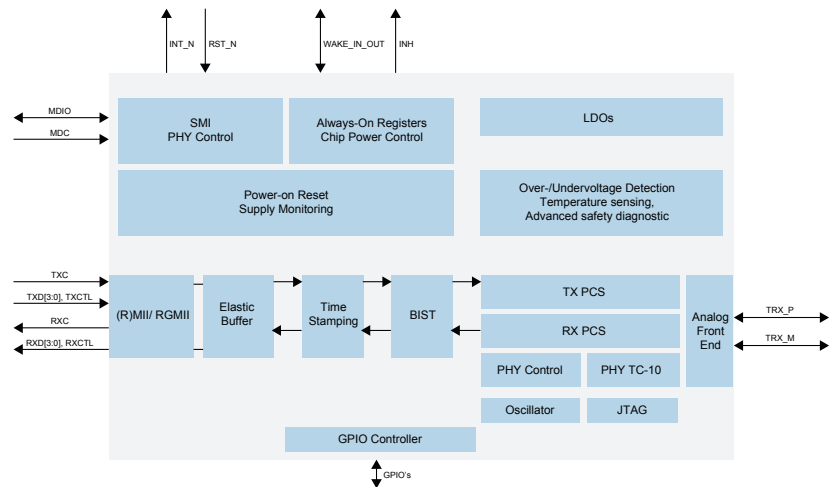 INT_N
RST_N
WAKE_IN_OUT
INH
MDIO
MDC
SMI
PHY Control
Always-On Registers
Chip Power Control
LDOs
Power-on Reset
Supply Monitoring
Over-/Undervoltage Detection
Temperature sensing,
Advanced safety diagnostic
TXC
TXD[3:0], TXCTL
RXC
RXD[3:0], RXCTL
(R)MII/ RGMII
Elastic
Buffer
Time
Stamping
BIST
TX PCS
RX PCS
PHY Control
PHY TC-10
Oscillator
JTAG
Analog
Front
End
TRX_P
TRX_M
GPIO Controller
GPIO's